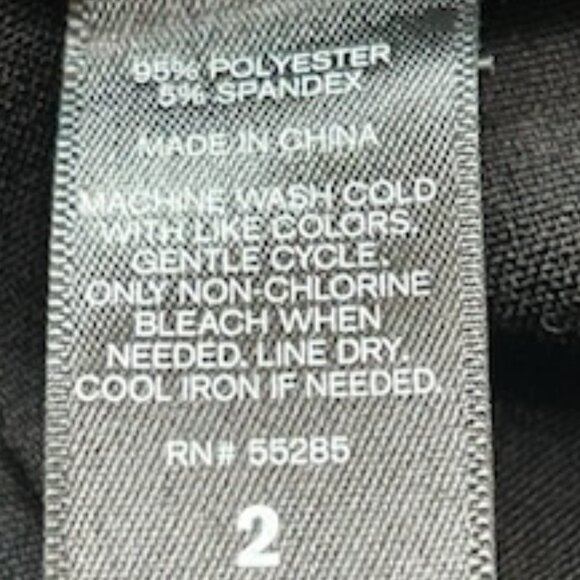 95% POLYESTER
5% SPANDEX
MADE IN CHINA
MACHINE WASH COLD
WITH LIKE COLORS.
GENTLE CYCLE.
ONLY NON-CHLORINE
BLEACH WHEN
NEEDED. LINE DRY.
COOL IRON IF NEEDED.
RN# 55285
2